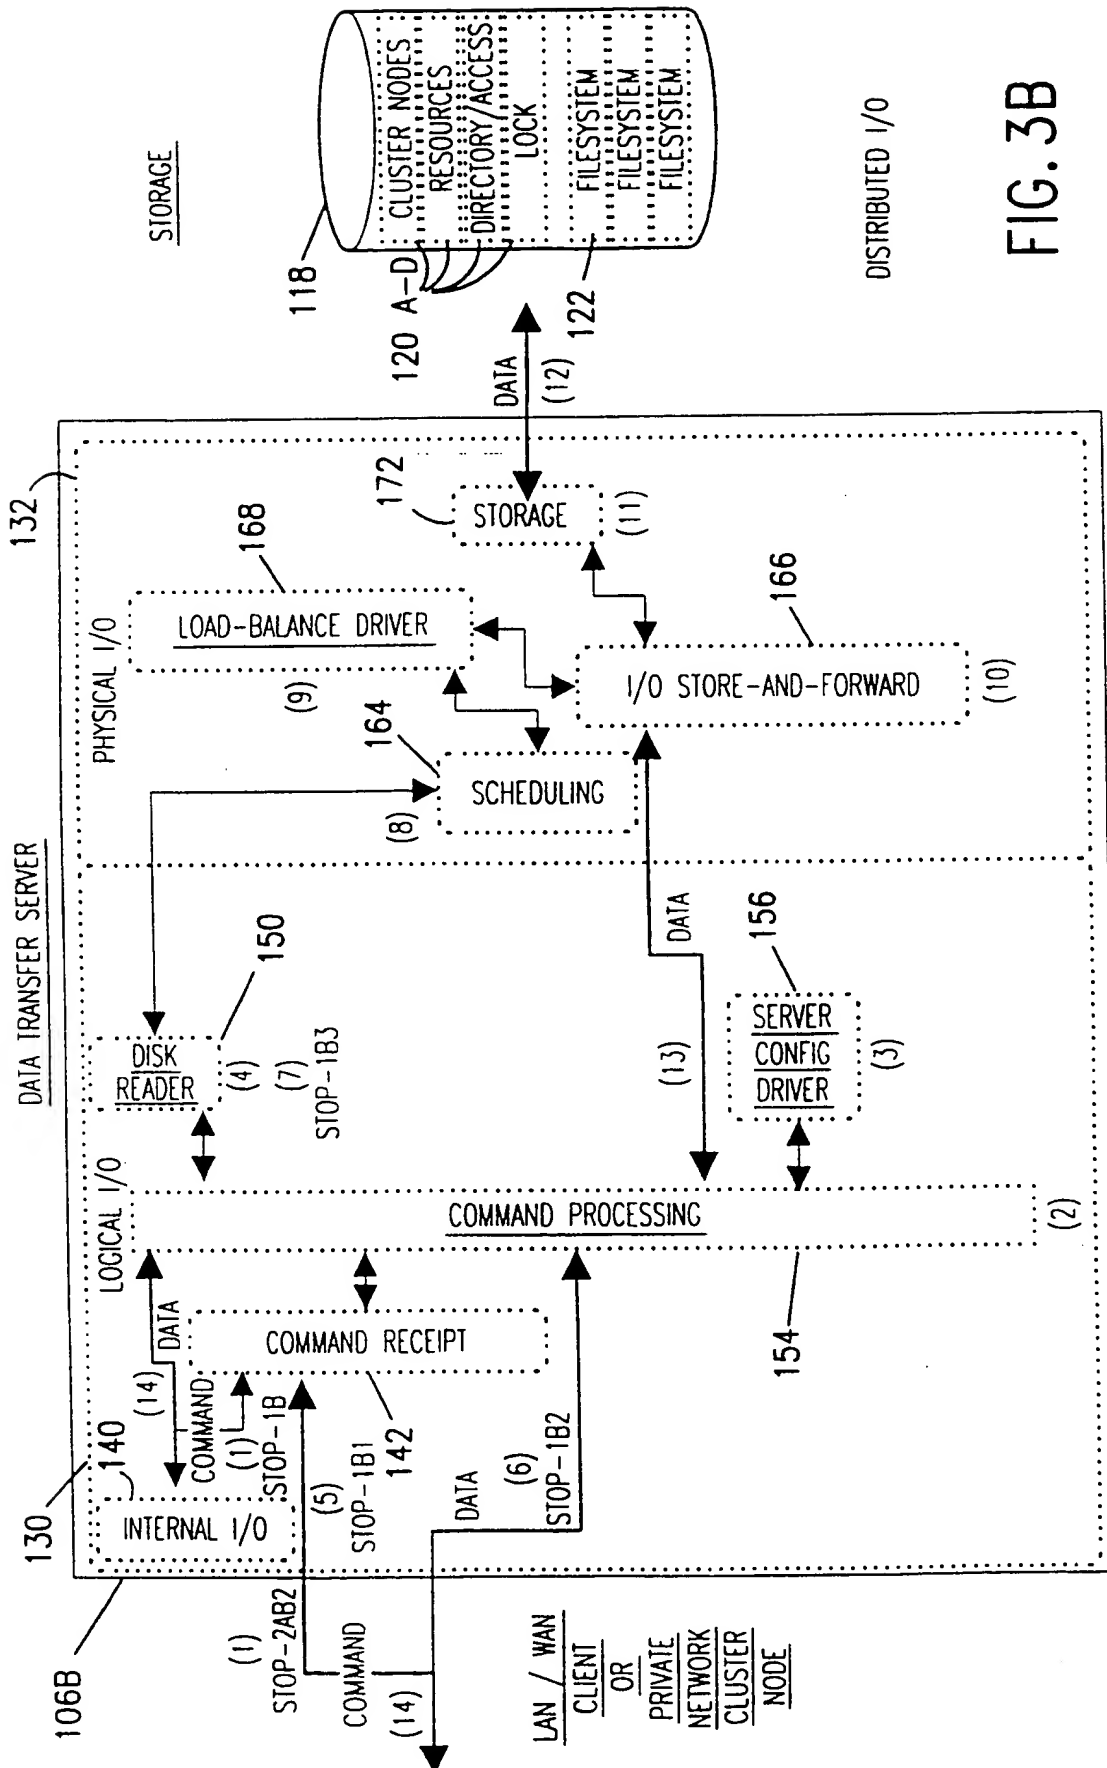 DATA TRANSFER SERVER
106B
130
LOGICAL I/O
140
INTERNAL I/O
(14)
DATA
COMMAND
(1)
STOP-1B
COMMAND RECEIPT
142
(5)
STOP-1B1
(1)
STOP-2AB2
COMMAND
(14)
DATA
(6)
STOP-1B2
LAN / WAN
CLIENT
OR
PRIVATE
NETWORK
CLUSTER
NODE
COMMAND PROCESSING
(2)
154
DISK
READER
150
(4)
(7)
STOP-1B3
SERVER
CONFIG
DRIVER
156
(3)
(13)
DATA
132
PHYSICAL I/O
LOAD-BALANCE DRIVER
168
(9)
164
SCHEDULING
(8)
I/O STORE-AND-FORWARD
166
(10)
172
STORAGE
(11)
DATA
(12)
STORAGE
118
120 A-D
CLUSTER NODES
RESOURCES
DIRECTORY/ACCESS
LOCK
FILESYSTEM
FILESYSTEM
FILESYSTEM
122
DISTRIBUTED I/O
FIG. 3B